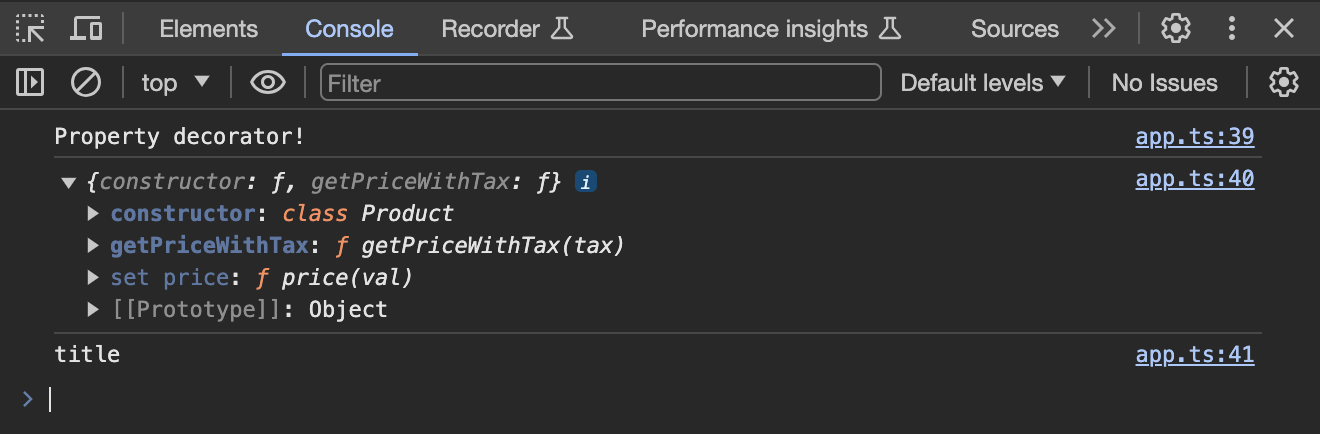 Elements Console Recorder Performance insights Sources
top Filter Default levels No Issues
Property decorator! app.ts:39
{constructor: ƒ, getPriceWithTax: ƒ} i app.ts:40
constructor: class Product
getPriceWithTax: ƒ getPriceWithTax(tax)
set price: ƒ price(val)
[[Prototype]]: Object
title app.ts:41